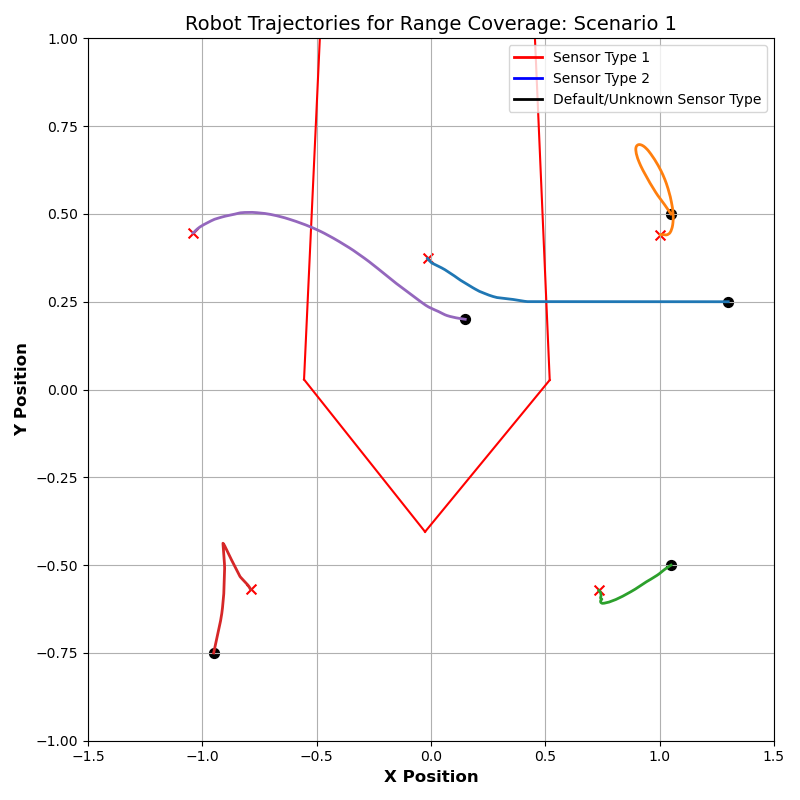 Robot Trajectories for Range Coverage: Scenario 1
Sensor Type 1
Sensor Type 2
Default/Unknown Sensor Type
1.00
0.75
0.50
0.25
0.00
−0.25
−0.50
−0.75
−1.00
Y Position
−1.5
−1.0
−0.5
0.0
0.5
1.0
1.5
X Position